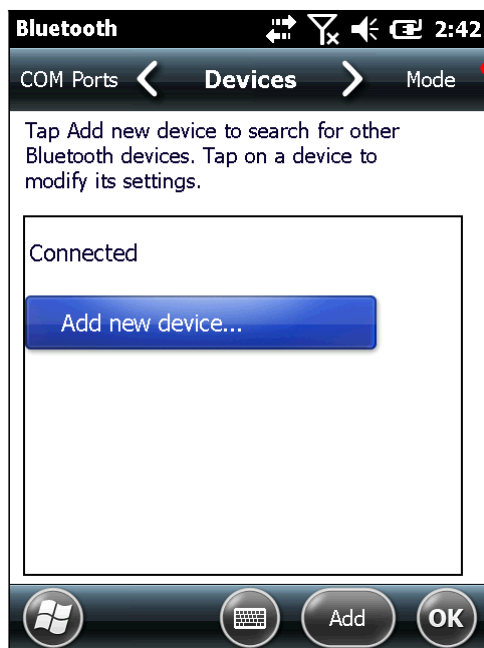 Bluetooth 2:42
COM Ports Devices Mode
Tap Add new device to search for other
Bluetooth devices. Tap on a device to
modify its settings.
Connected
Add new device...
Add OK